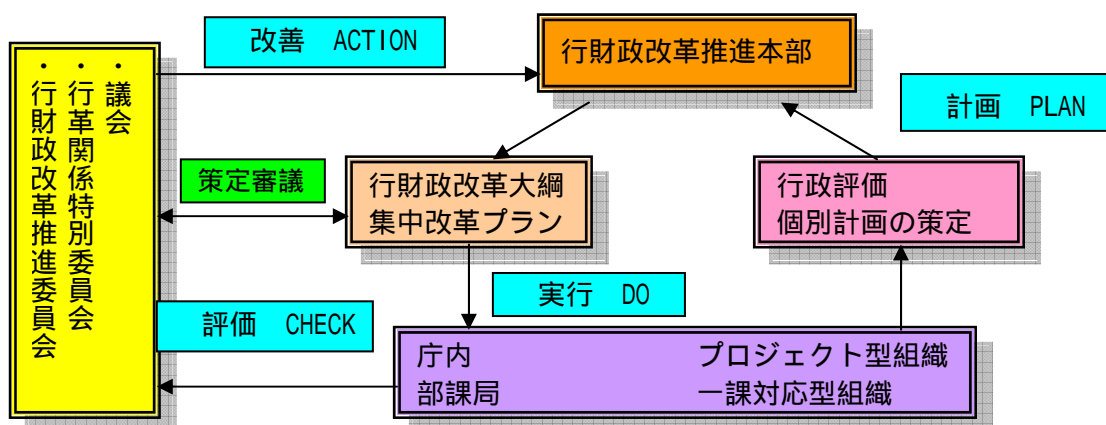 改善 ACTION
行財政改革推進本部
計画 PLAN
・議会
・行革関係特別委員会
・行財政改革推進委員会
策定審議
行財政改革大綱
集中改革プラン
行政評価
個別計画の策定
実行 DO
評価 CHECK
庁内 プロジェクト型組織
部課局 一課対応型組織